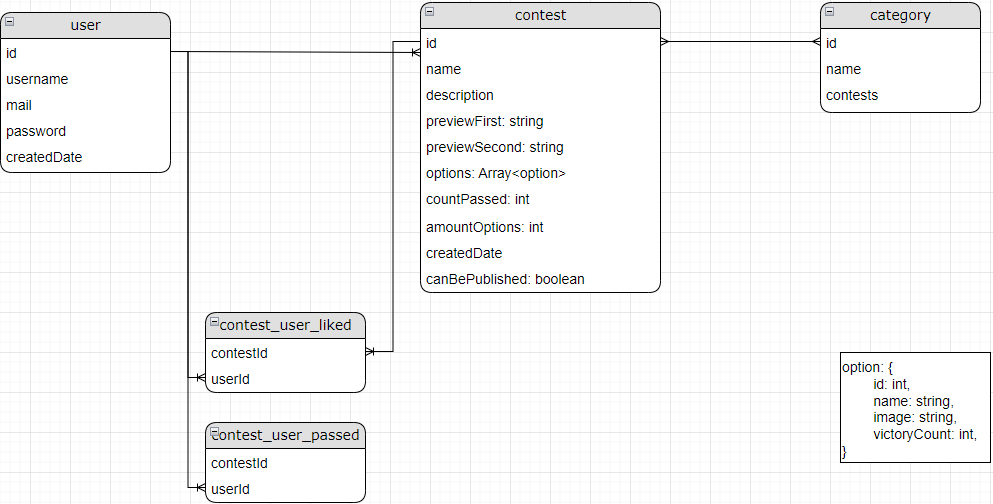 user
id
username
mail
password
createdDate
contest
id
name
description
previewFirst: string
previewSecond: string
options: Array<option>
countPassed: int
amountOptions: int
createdDate
canBePublished: boolean
category
id
name
contests
contest_user_liked
contestId
userId
contest_user_passed
contestId
userId
option: {
id: int,
name: string,
image: string,
victoryCount: int,
}